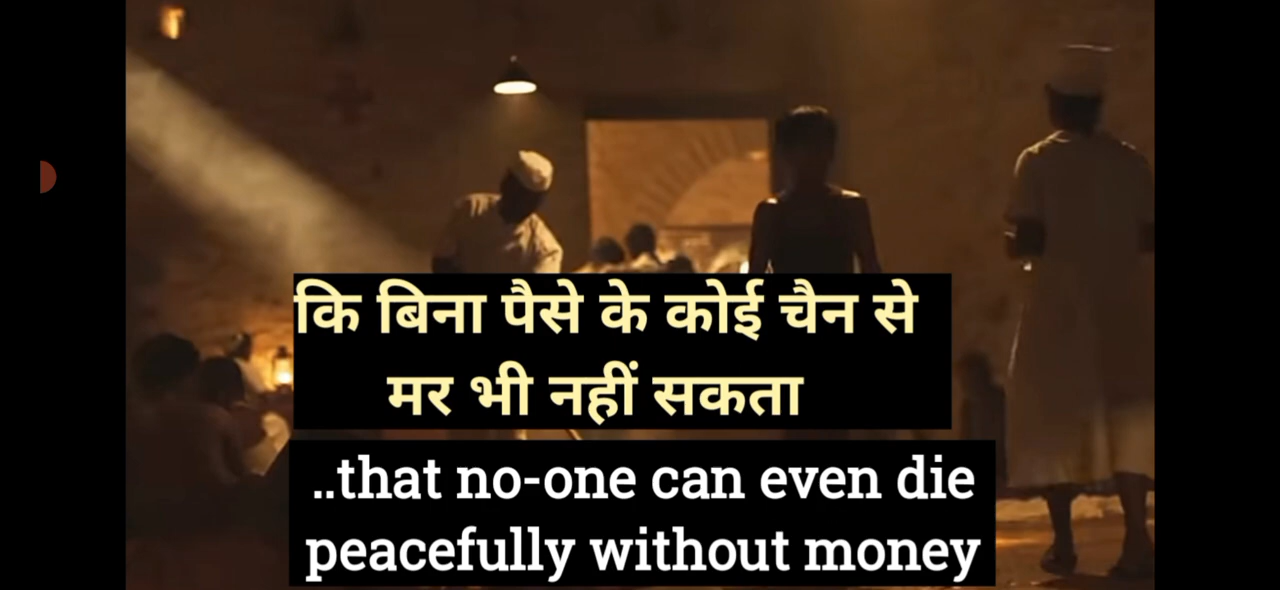 कि बिना पैसे के कोई चैन से
मर भी नहीं सकता
..that no-one can even die
peacefully without money